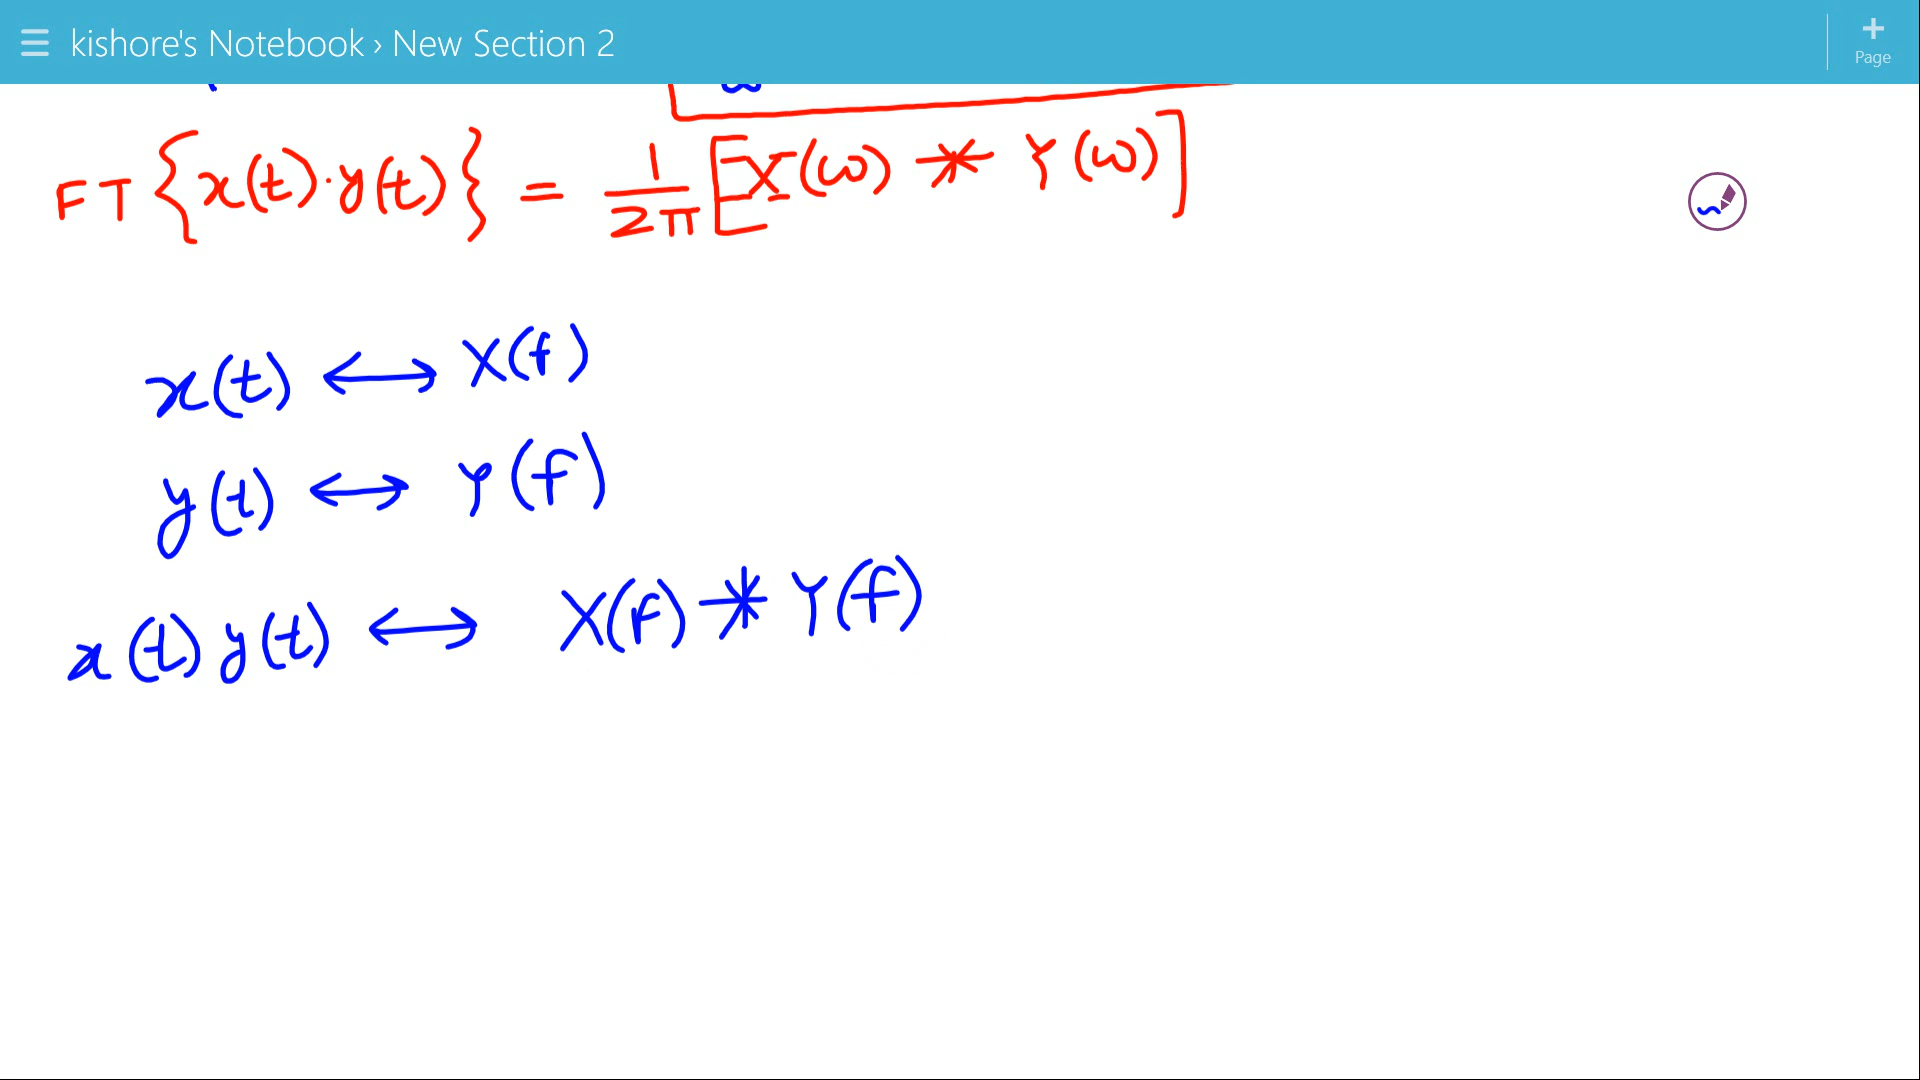 kishore's Notebook › New Section 2
+ Page
FT{x(t)·y(t)} = 1/2π [X(ω) * Y(ω)]
x(t) ↔ X(f)
y(t) ↔ Y(f)
x(t) y(t) ↔ X(f) * Y(f)